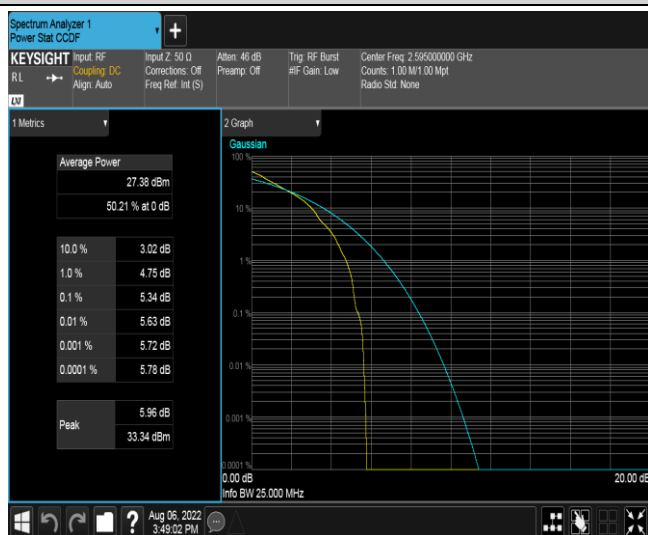 Spectrum Analyzer 1
Power Stat CCDF
+
KEYSIGHT
RL
LXI
Input: RF
Coupling: DC
Align: Auto
Input Z: 50 Ω
Corrections: Off
Freq Ref: Int (S)
Atten: 46 dB
Preamp: Off
Trig: RF Burst
#IF Gain: Low
Center Freq: 2.595000000 GHz
Counts: 1.00 M/1.00 Mpt
Radio Std: None
1 Metrics
Average Power
27.38 dBm
50.21 % at 0 dB
10.0 % 3.02 dB
1.0 % 4.75 dB
0.1 % 5.34 dB
0.01 % 5.63 dB
0.001 % 5.72 dB
0.0001 % 5.78 dB
Peak
5.96 dB
33.34 dBm
2 Graph
Gaussian
100 %
10 %
1 %
0.1 %
0.01 %
0.001 %
0.0001 %
0.00 dB 20.00 dB
Info BW 25.000 MHz
?
Aug 06, 2022
3:49:02 PM